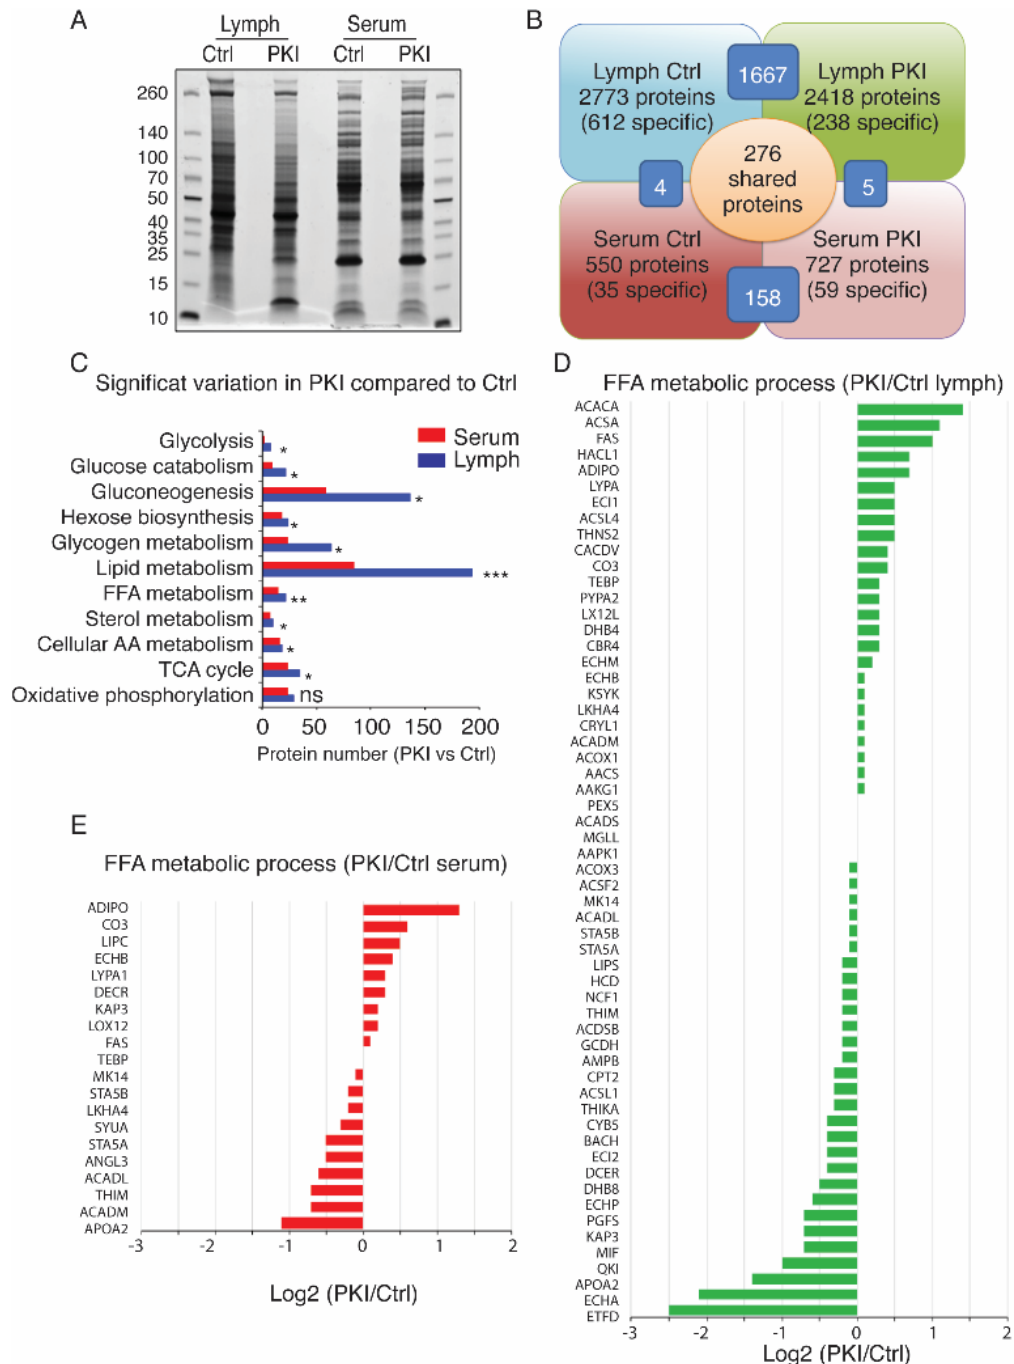 A
Lymph Serum
Ctrl PKI Ctrl PKI
260
140
100
70
50
40
35
25
15
10
B
Lymph Ctrl
2773 proteins
(612 specific)
1667
Lymph PKI
2418 proteins
(238 specific)
276
shared
proteins
4
5
Serum Ctrl
550 proteins
(35 specific)
158
Serum PKI
727 proteins
(59 specific)
C
Significat variation in PKI compared to Ctrl
Serum
Lymph
Glycolysis *
Glucose catabolism *
Gluconeogenesis *
Hexose biosynthesis *
Glycogen metabolism *
Lipid metabolism ***
FFA metabolism **
Sterol metabolism *
Cellular AA metabolism *
TCA cycle *
Oxidative phosphorylation ns
0 50 100 150 200
Protein number (PKI vs Ctrl)
D
FFA metabolic process (PKI/Ctrl lymph)
ACACA
ACSA
FAS
HACL1
ADIPO
LYPA
ECI1
ACSL4
THNS2
CACDV
CO3
TEBP
PYPA2
LX12L
DHB4
CBR4
ECHM
ECHB
KSYK
LKHA4
CRYL1
ACADM
ACOX1
AACS
AAKG1
PEX5
ACADS
MGLL
AAPK1
ACOX3
ACSF2
MK14
ACADL
STA5B
STA5A
LIPS
HCD
NCF1
THIM
ACDSB
GCDH
AMPB
CPT2
ACSL1
THIKA
CYB5
BACH
ECI2
DCER
DHB8
ECHP
PGFS
KAP3
MIF
QKI
APOA2
ECHA
ETFD
-3 -2 -1 0 1 2
Log2 (PKI/Ctrl)
E
FFA metabolic process (PKI/Ctrl serum)
ADIPO
CO3
LIPC
ECHB
LYPA1
DECR
KAP3
LOX12
FAS
TEBP
MK14
STA5B
LKHA4
SYUA
STA5A
ANGL3
ACADL
THIM
ACADM
APOA2
-3 -2 -1 0 1 2
Log2 (PKI/Ctrl)